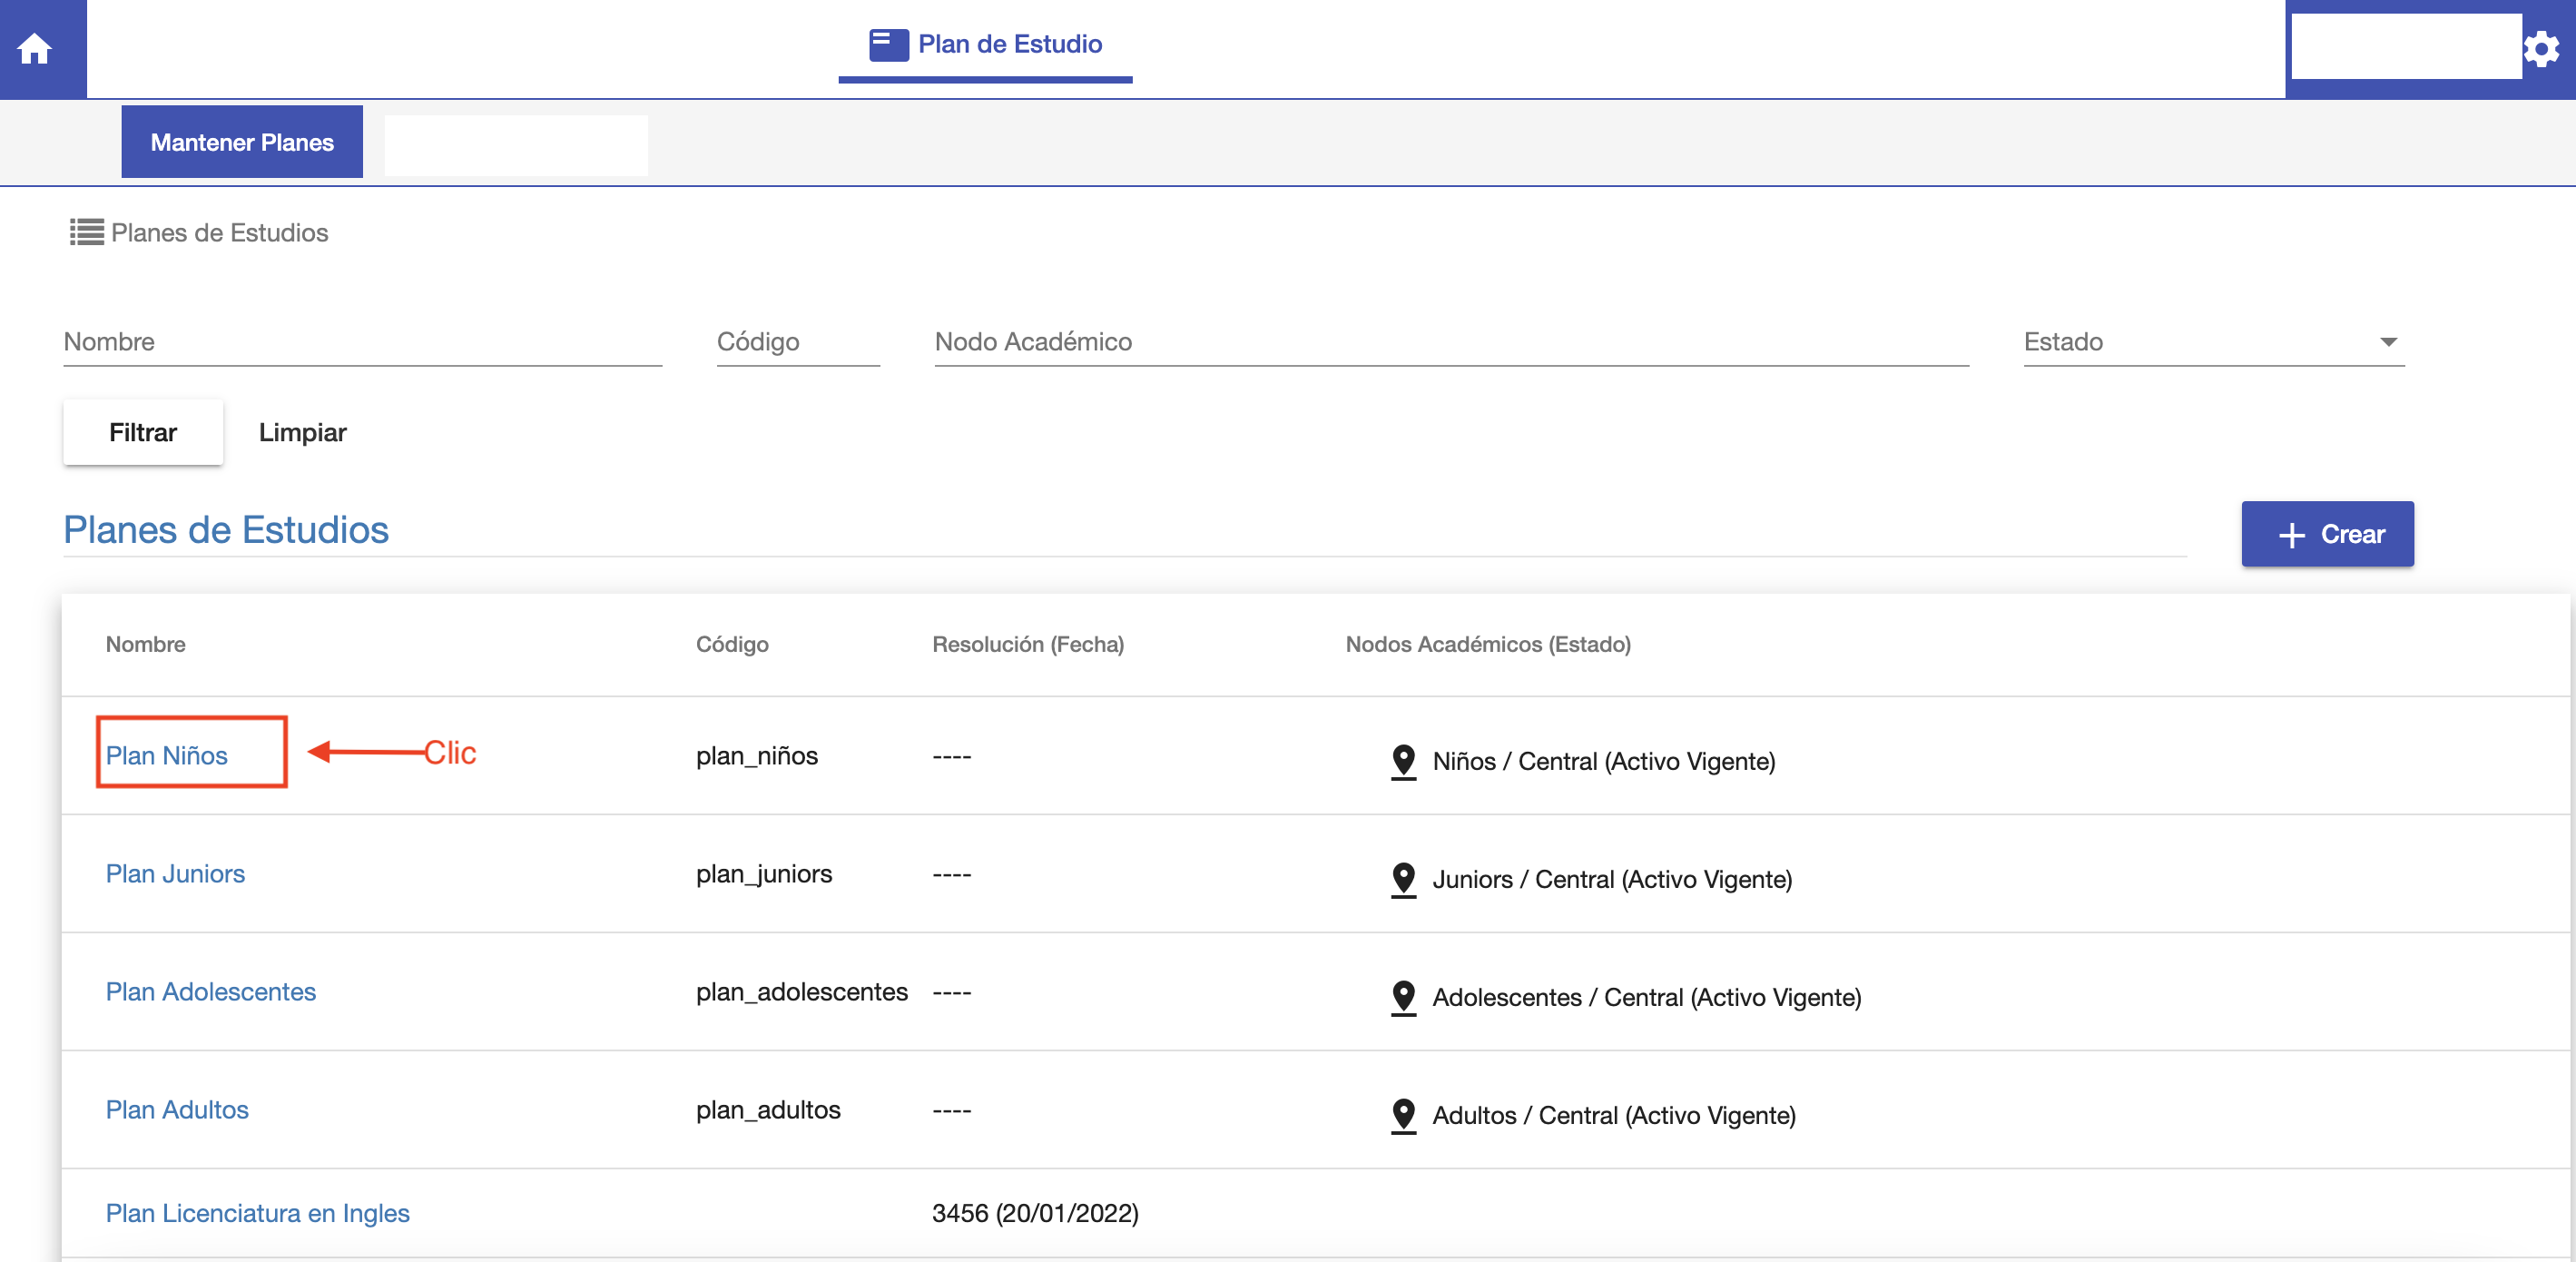 Plan de Estudio
Mantener Planes
Planes de Estudios
Nombre Código Nodo Académico Estado
Filtrar Limpiar
Planes de Estudios + Crear
Nombre Código Resolución (Fecha) Nodos Académicos (Estado)
Plan Niños Clic plan_niños ---- Niños / Central (Activo Vigente)
Plan Juniors plan_juniors ---- Juniors / Central (Activo Vigente)
Plan Adolescentes plan_adolescentes ---- Adolescentes / Central (Activo Vigente)
Plan Adultos plan_adultos ---- Adultos / Central (Activo Vigente)
Plan Licenciatura en Ingles 3456 (20/01/2022)